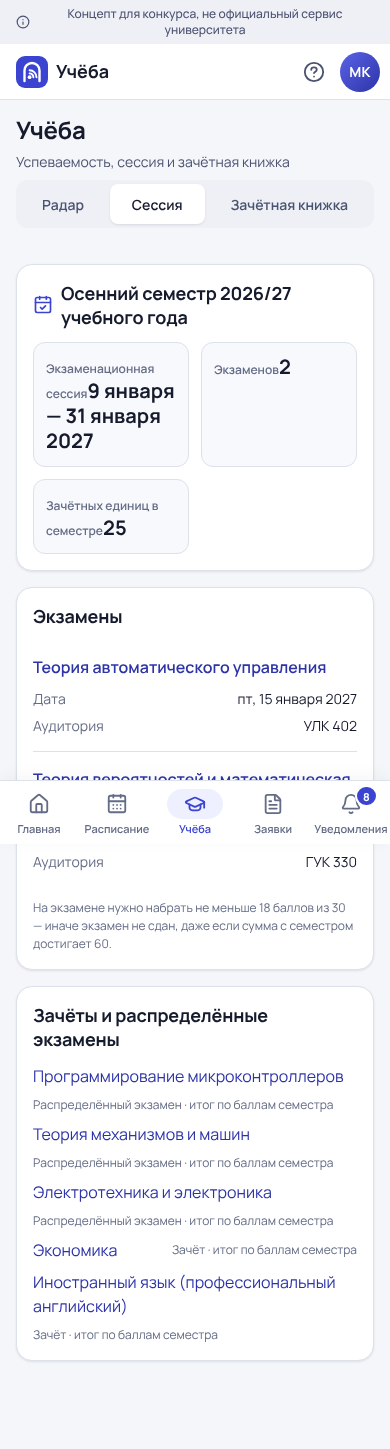 Концепт для конкурса, не официальный сервис
университета
Учёба
МК
Учёба
Успеваемость, сессия и зачётная книжка
Радар
Сессия
Зачётная книжка
Осенний семестр 2026/27
учебного года
Экзаменационная
сессия9 января
— 31 января
2027
Экзаменов2
Зачётных единиц в
семестре25
Экзамены
Теория автоматического управления
Дата
пт, 15 января 2027
Аудитория
УЛК 402
Теория вероятностей и математическая
Главная
Расписание
Учёба
Заявки
8
Уведомления
Аудитория
ГУК 330
На экзамене нужно набрать не меньше 18 баллов из 30
— иначе экзамен не сдан, даже если сумма с семестром
достигает 60.
Зачёты и распределённые
экзамены
Программирование микроконтроллеров
Распределённый экзамен · итог по баллам семестра
Теория механизмов и машин
Распределённый экзамен · итог по баллам семестра
Электротехника и электроника
Распределённый экзамен · итог по баллам семестра
Экономика
Зачёт · итог по баллам семестра
Иностранный язык (профессиональный
английский)
Зачёт · итог по баллам семестра